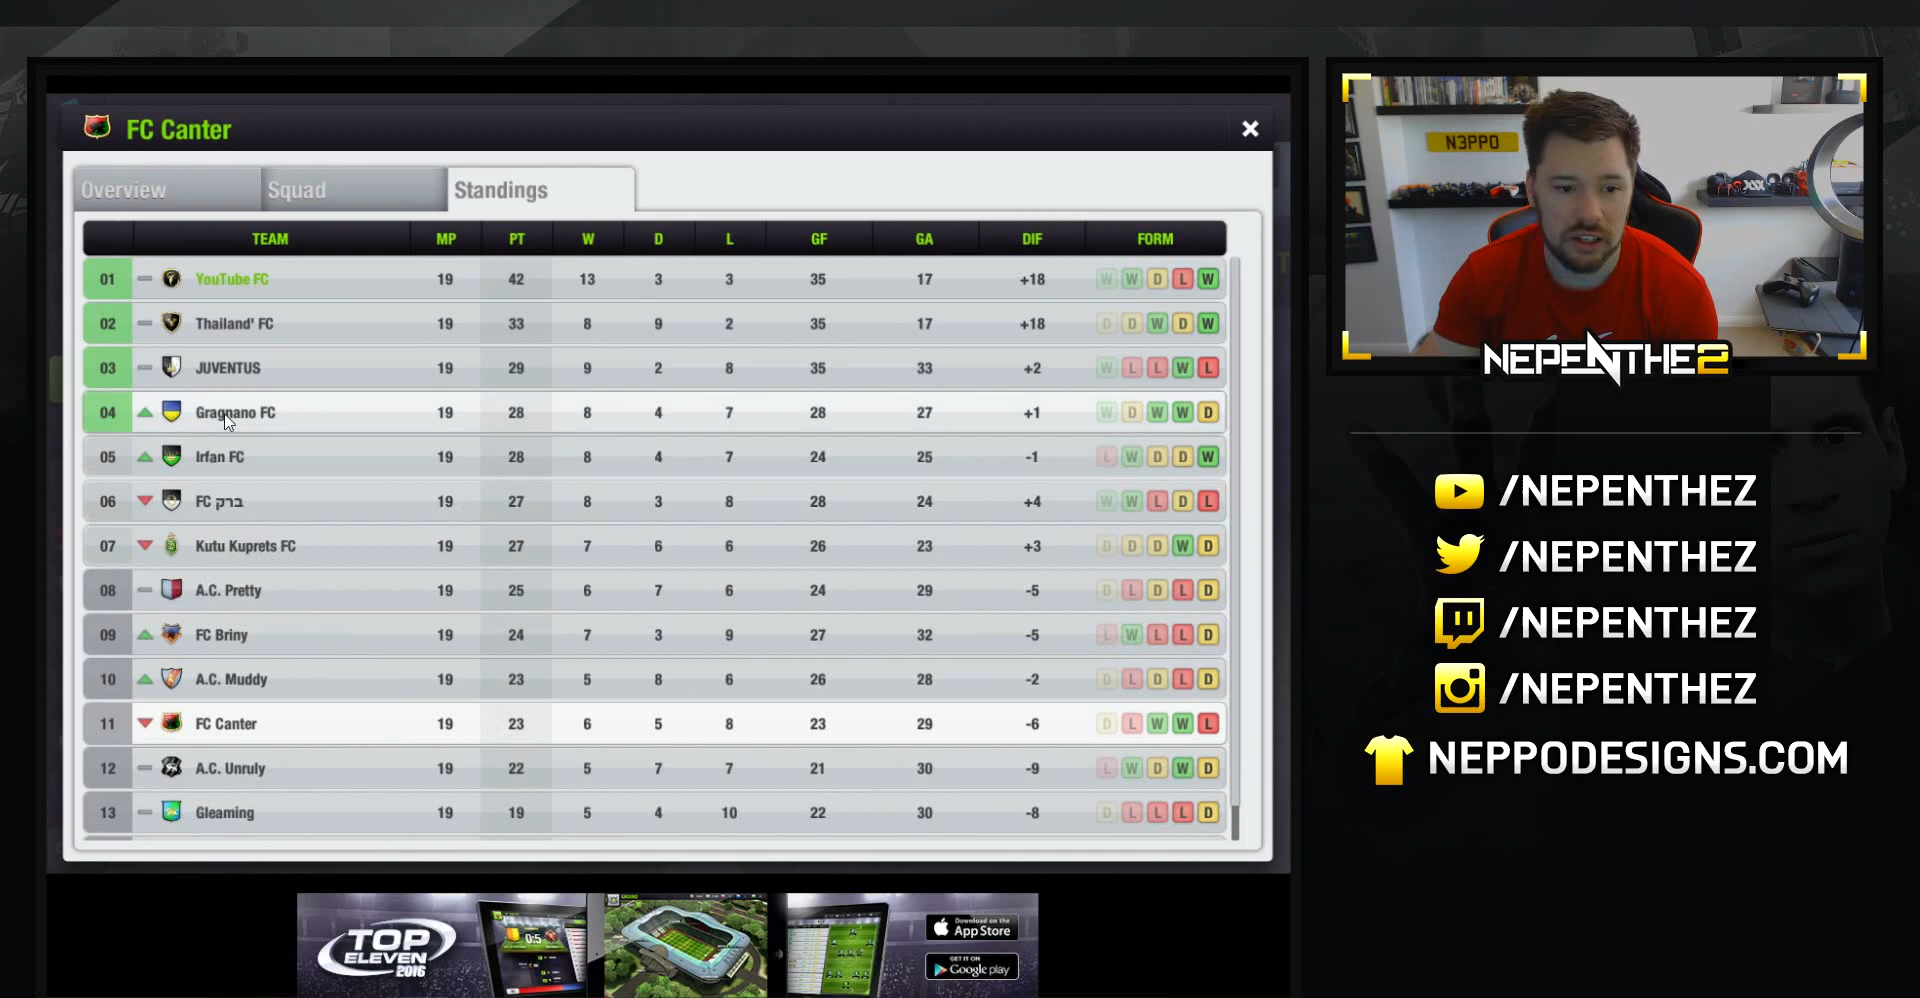 FC Canter
Overview Squad Standings
TEAM MP PT W D L GF GA DIF FORM
01 YouTube FC 19 42 13 3 3 35 17 +18 W W D L W
02 Thailand' FC 19 33 8 9 2 35 17 +18 D D W D W
03 JUVENTUS 19 29 9 2 8 35 33 +2 W L L W L
04 Gragnano FC 19 28 8 4 7 28 27 +1 W D W W D
05 Irfan FC 19 28 8 4 7 24 25 -1 L W D D W
06 FC ברק 19 27 8 3 8 28 24 +4 W W L D L
07 Kutu Kuprets FC 19 27 7 6 6 26 23 +3 D D D W D
08 A.C. Pretty 19 25 6 7 6 24 29 -5 D L D L D
09 FC Briny 19 24 7 3 9 27 32 -5 L W L L D
10 A.C. Muddy 19 23 5 8 6 26 28 -2 D L D L D
11 FC Canter 19 23 6 5 8 23 29 -6 D L W W L
12 A.C. Unruly 19 22 5 7 7 21 30 -9 L W D W D
13 Gleaming 19 19 5 4 10 22 30 -8 D L L L D
TOP
ELEVEN
2016
0:5
Download on the
App Store
GET IT ON
Google play
N3PPO
NEPENTHEZ
/NEPENTHEZ
/NEPENTHEZ
/NEPENTHEZ
/NEPENTHEZ
NEPPODESIGNS.COM